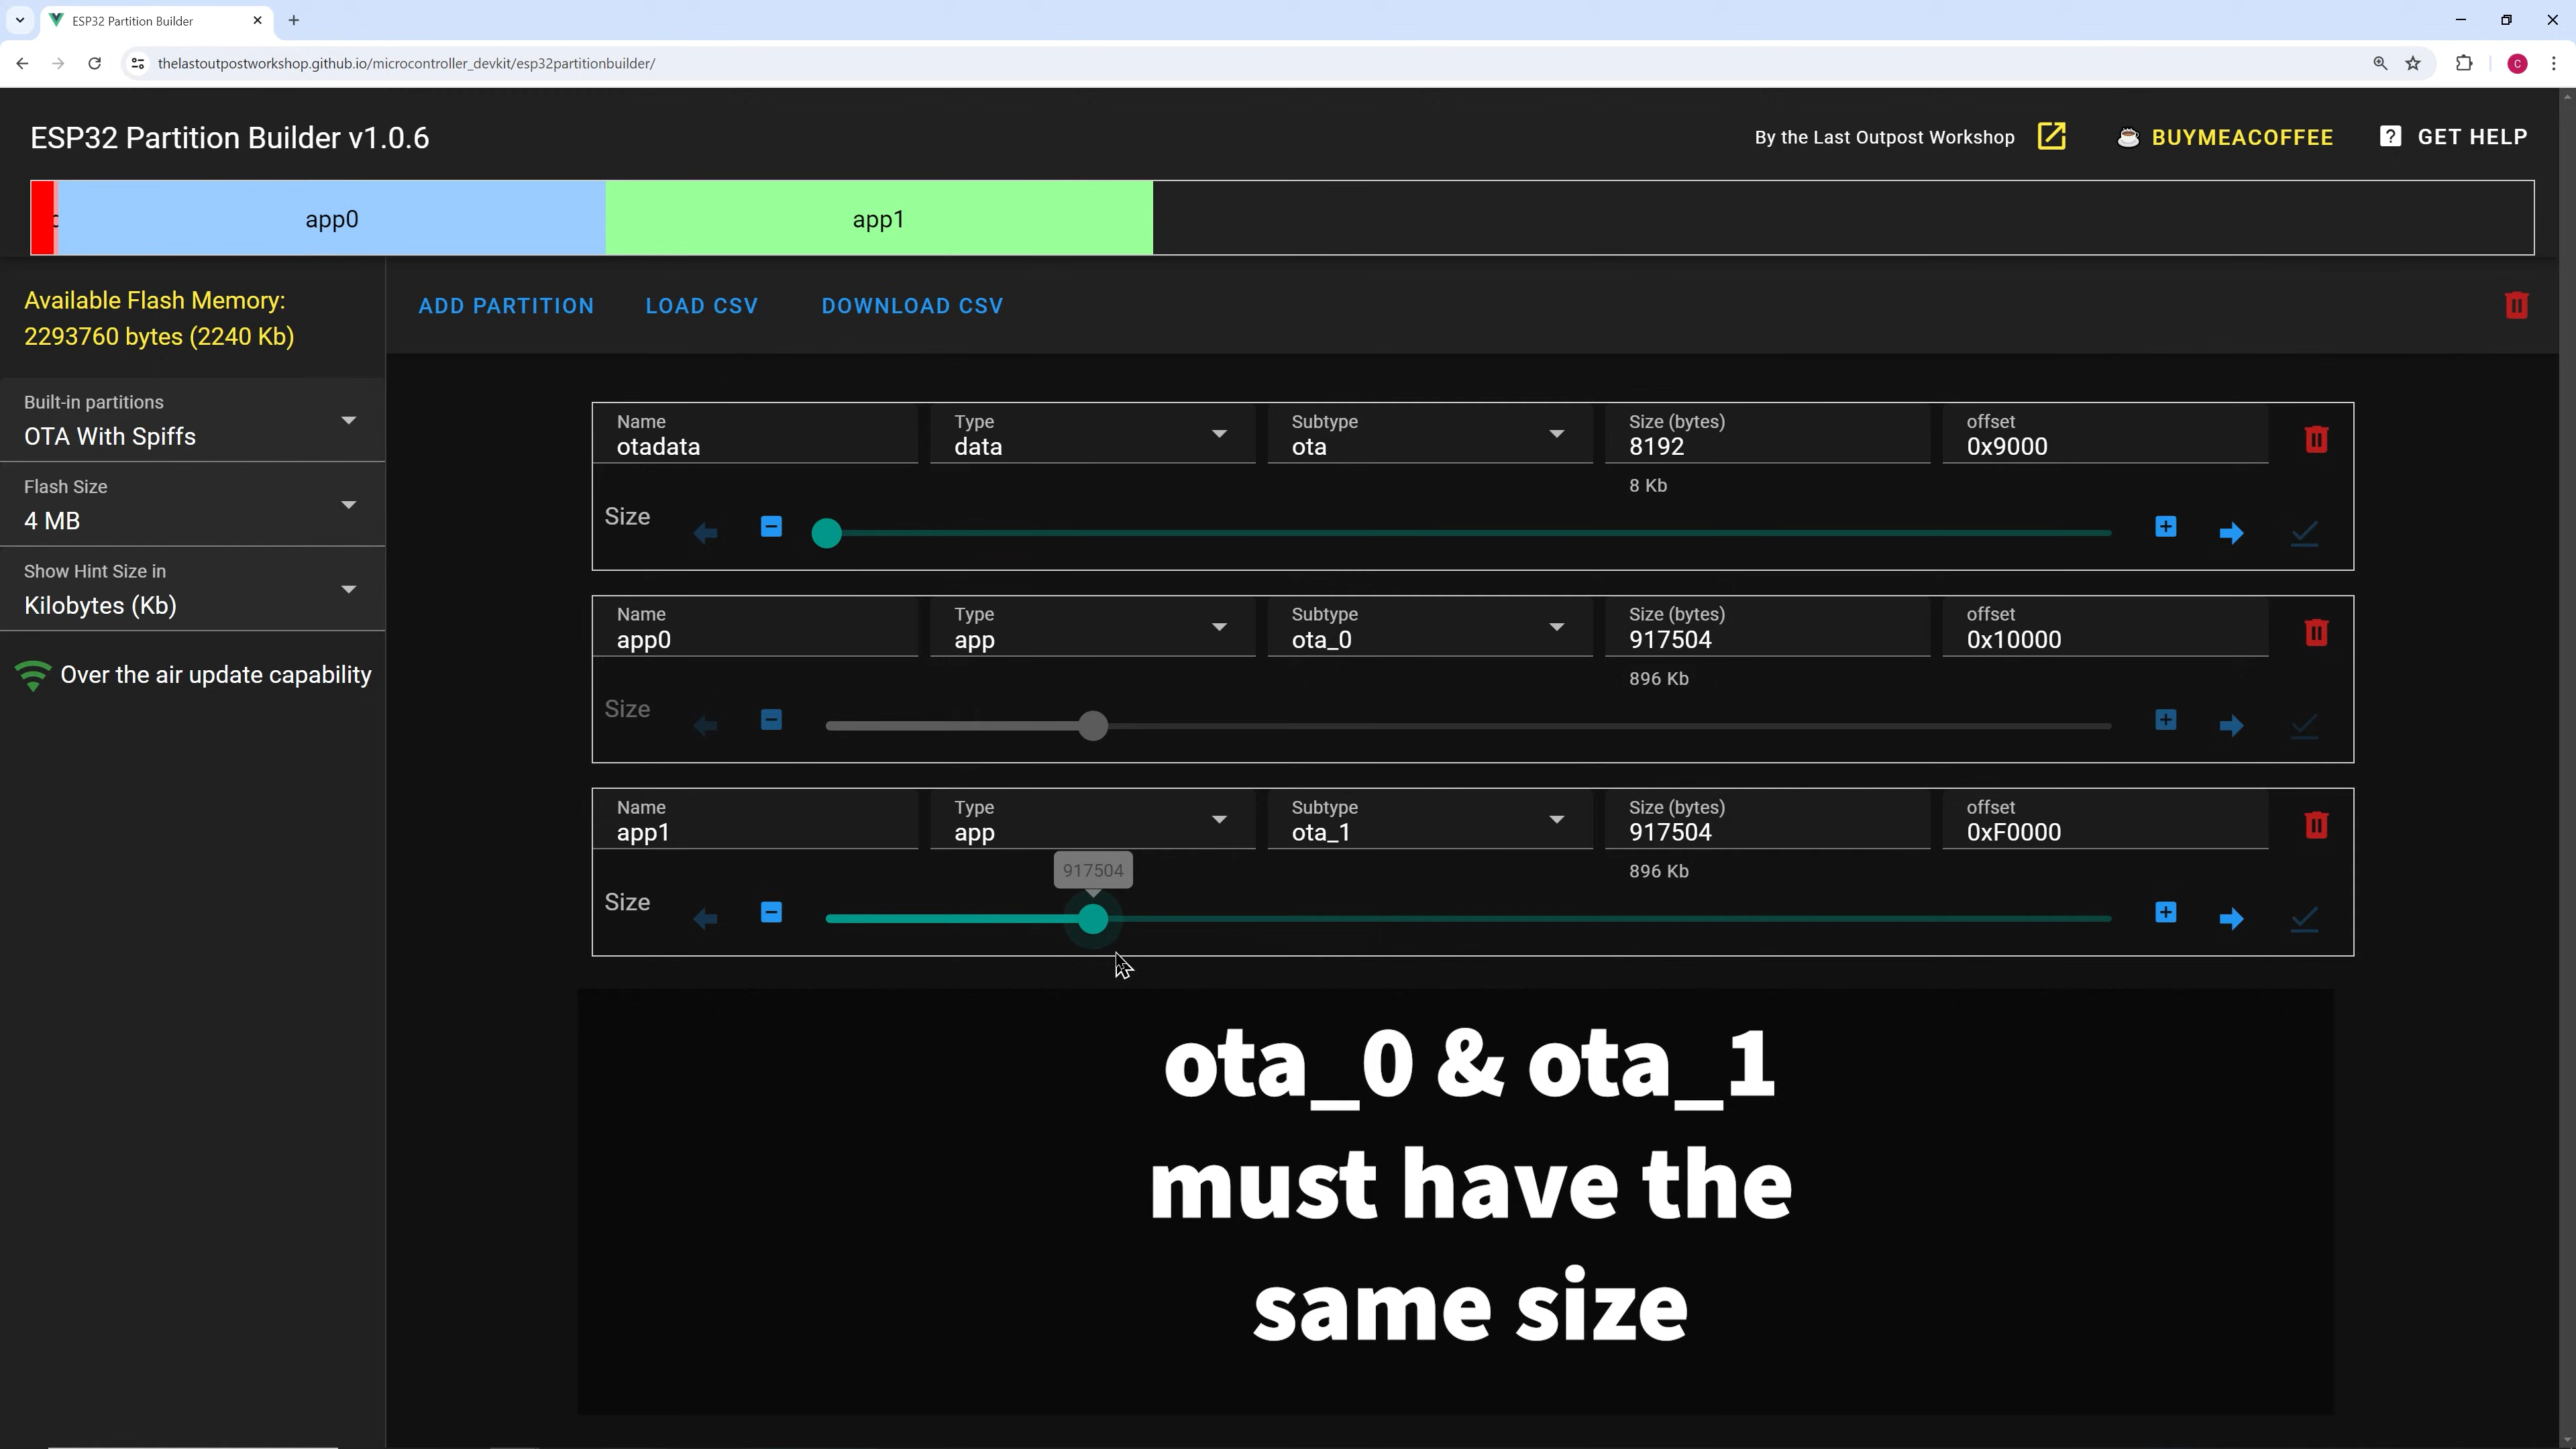 ESP32 Partition Builder
thelastoutpostworkshop.github.io/microcontroller_devkit/esp32partitionbuilder/
C
ESP32 Partition Builder v1.0.6
By the Last Outpost Workshop
BUYMEACOFFEE
GET HELP
app0
app1
Available Flash Memory:
2293760 bytes (2240 Kb)
ADD PARTITION
LOAD CSV
DOWNLOAD CSV
Built-in partitions
OTA With Spiffs
Flash Size
4 MB
Show Hint Size in
Kilobytes (Kb)
Over the air update capability
Name
otadata
Type
data
Subtype
ota
Size (bytes)
8192
8 Kb
offset
0x9000
Size
Name
app0
Type
app
Subtype
ota_0
Size (bytes)
917504
896 Kb
offset
0x10000
Size
Name
app1
Type
app
Subtype
ota_1
Size (bytes)
917504
896 Kb
offset
0xF0000
917504
Size
ota_0 & ota_1
must have the
same size